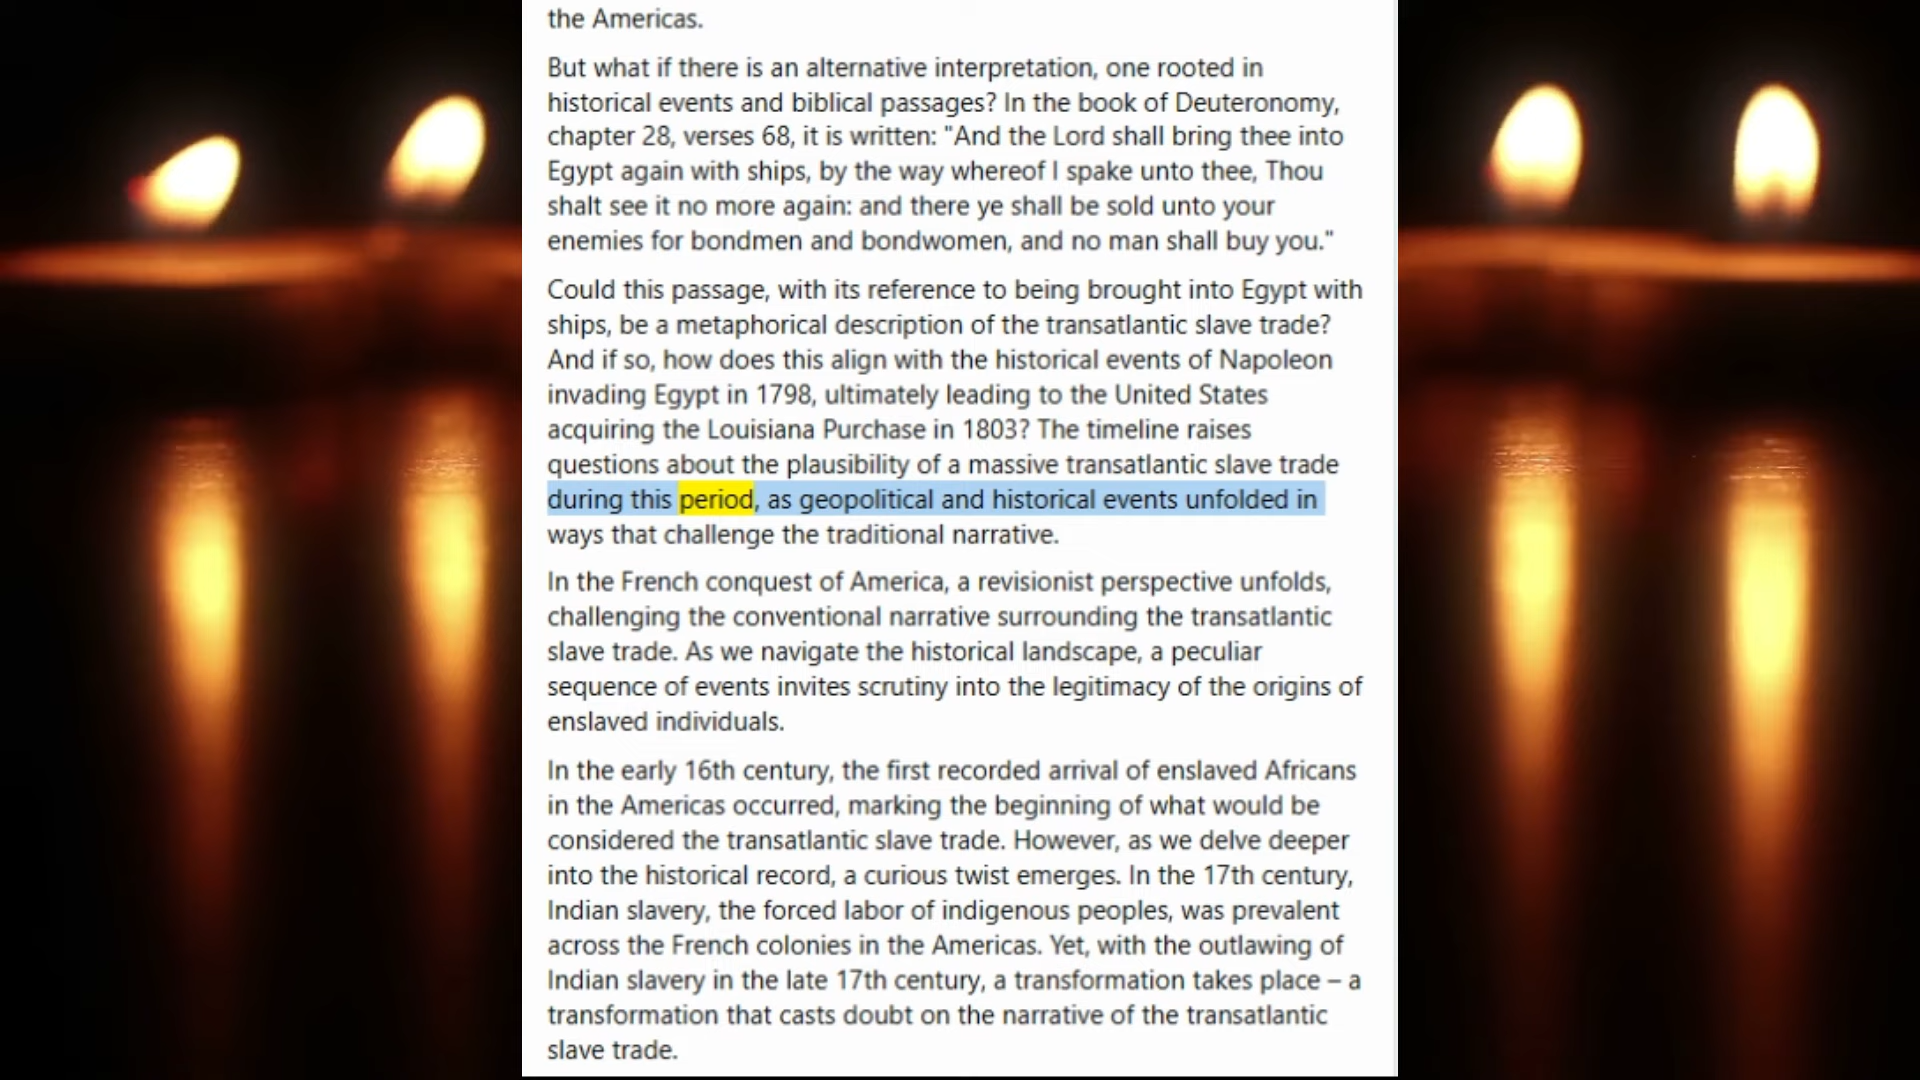 the Americas.
But what if there is an alternative interpretation, one rooted in
historical events and biblical passages? In the book of Deuteronomy,
chapter 28, verses 68, it is written: "And the Lord shall bring thee into
Egypt again with ships, by the way whereof I spake unto thee, Thou
shalt see it no more again: and there ye shall be sold unto your
enemies for bondmen and bondwomen, and no man shall buy you."
Could this passage, with its reference to being brought into Egypt with
ships, be a metaphorical description of the transatlantic slave trade?
And if so, how does this align with the historical events of Napoleon
invading Egypt in 1798, ultimately leading to the United States
acquiring the Louisiana Purchase in 1803? The timeline raises
questions about the plausibility of a massive transatlantic slave trade
during this period, as geopolitical and historical events unfolded in
ways that challenge the traditional narrative.
In the French conquest of America, a revisionist perspective unfolds,
challenging the conventional narrative surrounding the transatlantic
slave trade. As we navigate the historical landscape, a peculiar
sequence of events invites scrutiny into the legitimacy of the origins of
enslaved individuals.
In the early 16th century, the first recorded arrival of enslaved Africans
in the Americas occurred, marking the beginning of what would be
considered the transatlantic slave trade. However, as we delve deeper
into the historical record, a curious twist emerges. In the 17th century,
Indian slavery, the forced labor of indigenous peoples, was prevalent
across the French colonies in the Americas. Yet, with the outlawing of
Indian slavery in the late 17th century, a transformation takes place – a
transformation that casts doubt on the narrative of the transatlantic
slave trade.